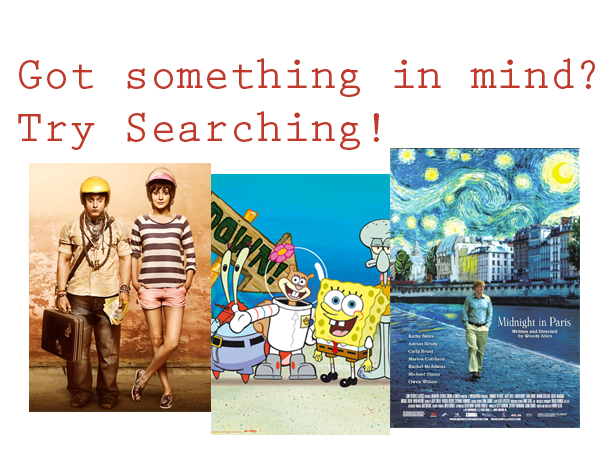 Got something in mind?
Try Searching!
Midnight in Paris
Written and Directed
by Woody Allen
Kathy Bates
Adrien Brody
Carla Bruni
Marion Cotillard
Rachel McAdams
Michael Sheen
Owen Wilson